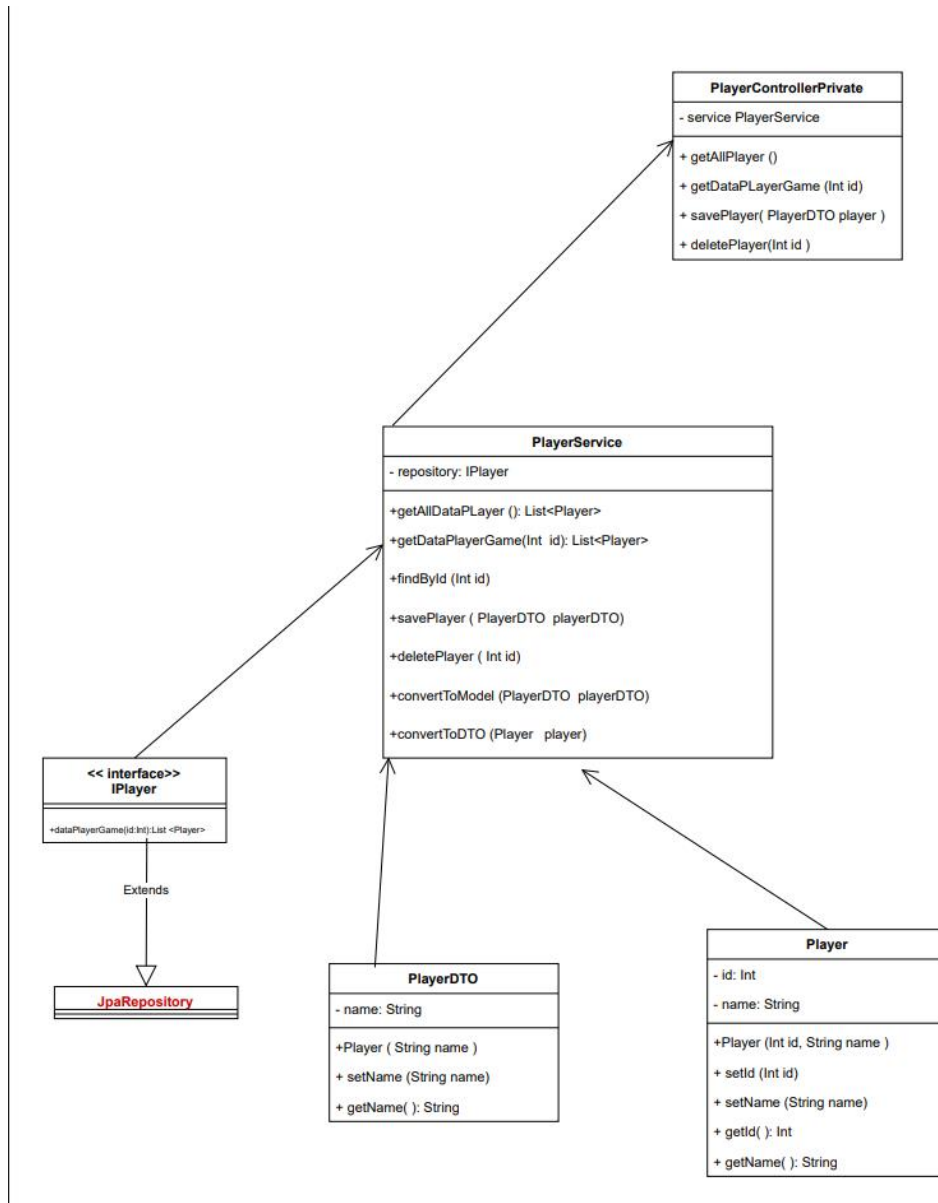 PlayerControllerPrivate
- service PlayerService
+ getAllPlayer ()
+ getDataPLayerGame (Int id)
+ savePlayer( PlayerDTO player )
+ deletePlayer(Int id )
PlayerService
- repository: IPlayer
+getAllDataPLayer (): List<Player>
+getDataPlayerGame(Int  id): List<Player>
+findById (Int id)
+savePlayer ( PlayerDTO  playerDTO)
+deletePlayer ( Int id)
+convertToModel (PlayerDTO  playerDTO)
+convertToDTO (Player   player)
<< interface>>
IPlayer
+dataPlayerGame(id:Int):List <Player>
Extends
JpaRepository
PlayerDTO
- name: String
+Player ( String name )
+ setName (String name)
+ getName( ): String
Player
- id: Int
- name: String
+Player (Int id, String name )
+ setId (Int id)
+ setName (String name)
+ getId( ): Int
+ getName( ): String